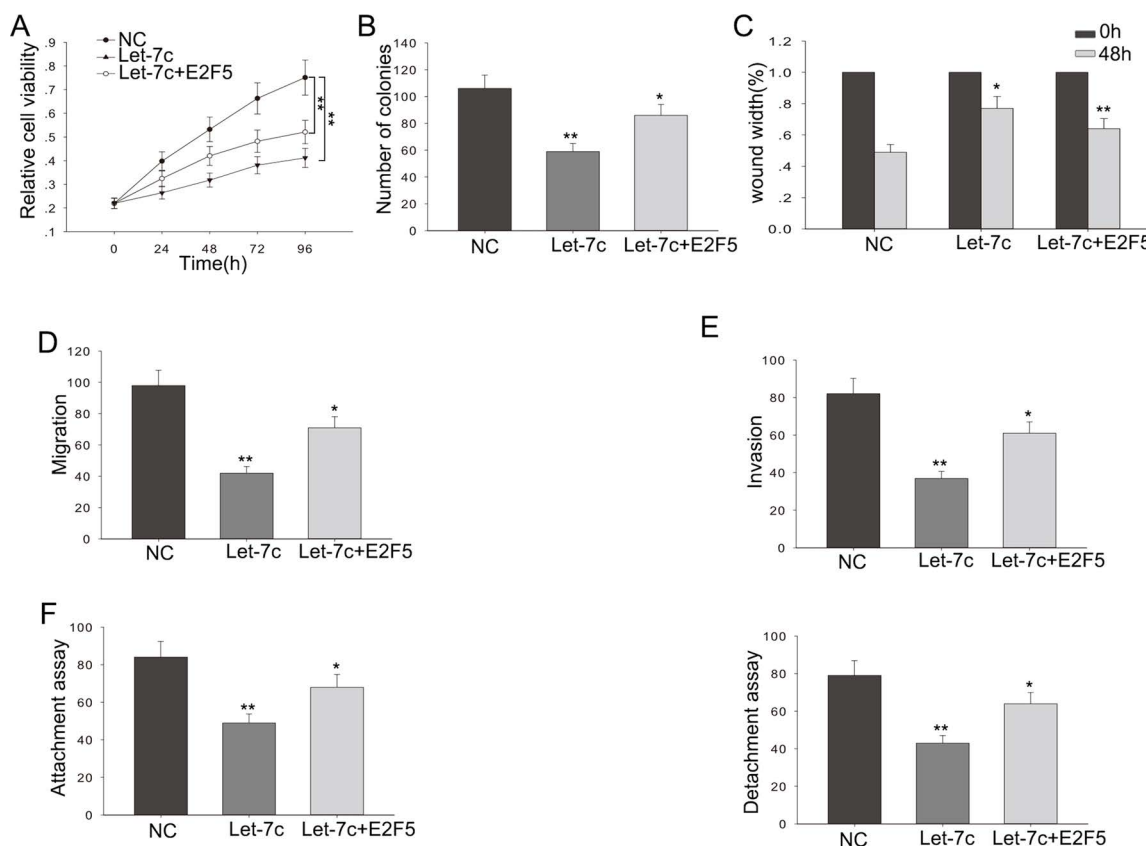 A
NC
Let-7c
Let-7c+E2F5
Relative cell viability
.9
.8
.7
.6
.5
.4
.3
.2
.1
**
**
0 24 48 72 96
Time(h)
B
Number of colonies
140
120
100
80
60
40
20
0
**
*
NC Let-7c Let-7c+E2F5
C
0h
48h
wound width(%)
1.2
1.0
.8
.6
.4
.2
0.0
*
**
NC Let-7c Let-7c+E2F5
D
Migration
120
100
80
60
40
20
0
**
*
NC Let-7c Let-7c+E2F5
E
Invasion
100
80
60
40
20
0
**
*
NC Let-7c Let-7c+E2F5
F
Attachment assay
100
80
60
40
20
0
**
*
NC Let-7c Let-7c+E2F5
Detachment assay
100
80
60
40
20
0
**
*
NC Let-7c Let-7c+E2F5